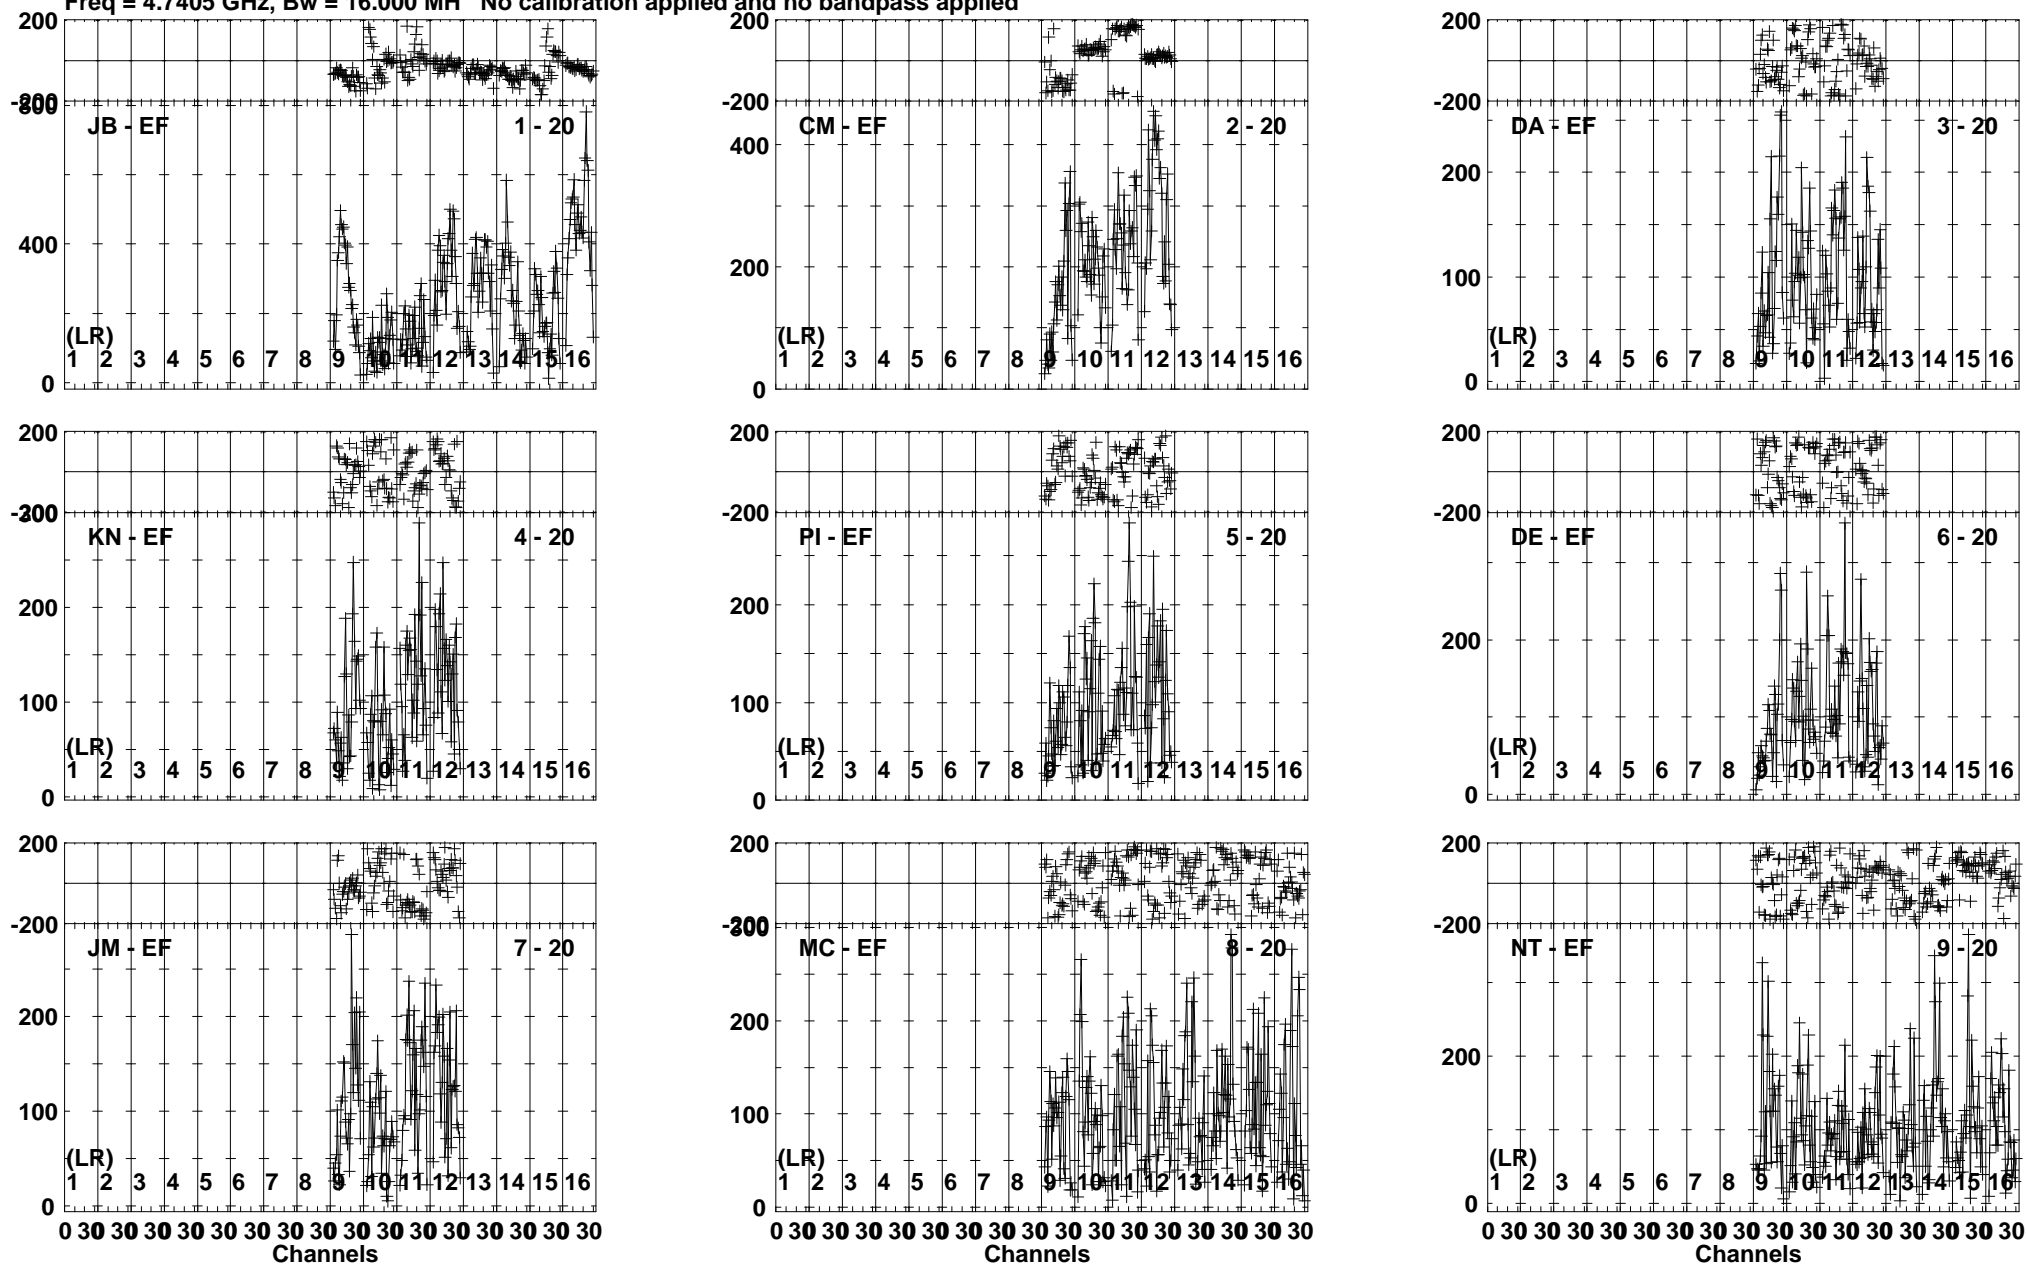 Freq = 4.7405 GHz, Bw = 16.000 MH No calibration applied and no bandpass applied
200 200 200
-200 -200 -200
800
JB - EF 1 - 20 CM - EF 2 - 20 DA - EF 3 - 20
400 400 200
200 100
(LR) (LR) (LR)
1 2 3 4 5 6 7 8 9 10 11 12 13 14 15 16 1 2 3 4 5 6 7 8 9 10 11 12 13 14 15 16 1 2 3 4 5 6 7 8 9 10 11 12 13 14 15 16
0 0 0
200 200 200
-200 -200 -200
300
KN - EF 4 - 20 PI - EF 5 - 20 DE - EF 6 - 20
200 200 200
100 100
(LR) (LR) (LR)
1 2 3 4 5 6 7 8 9 10 11 12 13 14 15 16 1 2 3 4 5 6 7 8 9 10 11 12 13 14 15 16 1 2 3 4 5 6 7 8 9 10 11 12 13 14 15 16
0 0 0
200 200 200
-200 -200 -200
300
JM - EF 7 - 20 MC - EF 8 - 20 NT - EF 9 - 20
200 200 200
100 100
(LR) (LR) (LR)
1 2 3 4 5 6 7 8 9 10 11 12 13 14 15 16 1 2 3 4 5 6 7 8 9 10 11 12 13 14 15 16 1 2 3 4 5 6 7 8 9 10 11 12 13 14 15 16
0 0 0
0 30 30 30 30 30 30 30 30 30 30 30 30 30 30 30 30 0 30 30 30 30 30 30 30 30 30 30 30 30 30 30 30 30 0 30 30 30 30 30 30 30 30 30 30 30 30 30 30 30 30
Channels Channels Channels